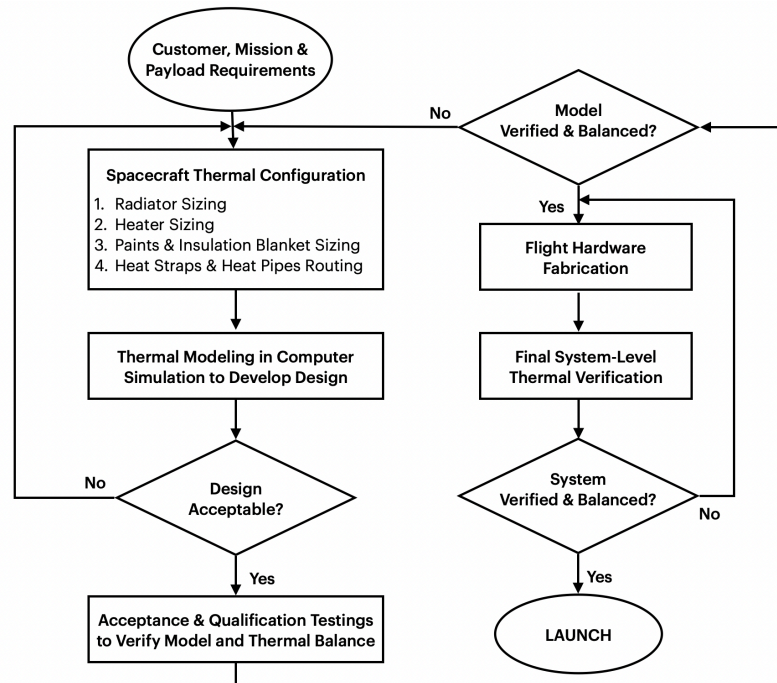 Customer, Mission &
Payload Requirements
Spacecraft Thermal Configuration
1. Radiator Sizing
2. Heater Sizing
3. Paints & Insulation Blanket Sizing
4. Heat Straps & Heat Pipes Routing
Thermal Modeling in Computer
Simulation to Develop Design
Design
Acceptable?
No
Yes
Acceptance & Qualification Testings
to Verify Model and Thermal Balance
Model
Verified & Balanced?
No
Yes
Flight Hardware
Fabrication
Final System-Level
Thermal Verification
System
Verified & Balanced?
No
Yes
LAUNCH